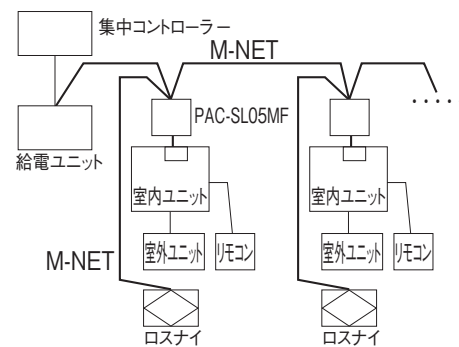 集中コントローラー
M-NET
PAC-SL05MF
給電ユニット
室内ユニット
室内ユニット
室外ユニット
リモコン
室外ユニット
リモコン
M-NET
ロスナイ
ロスナイ